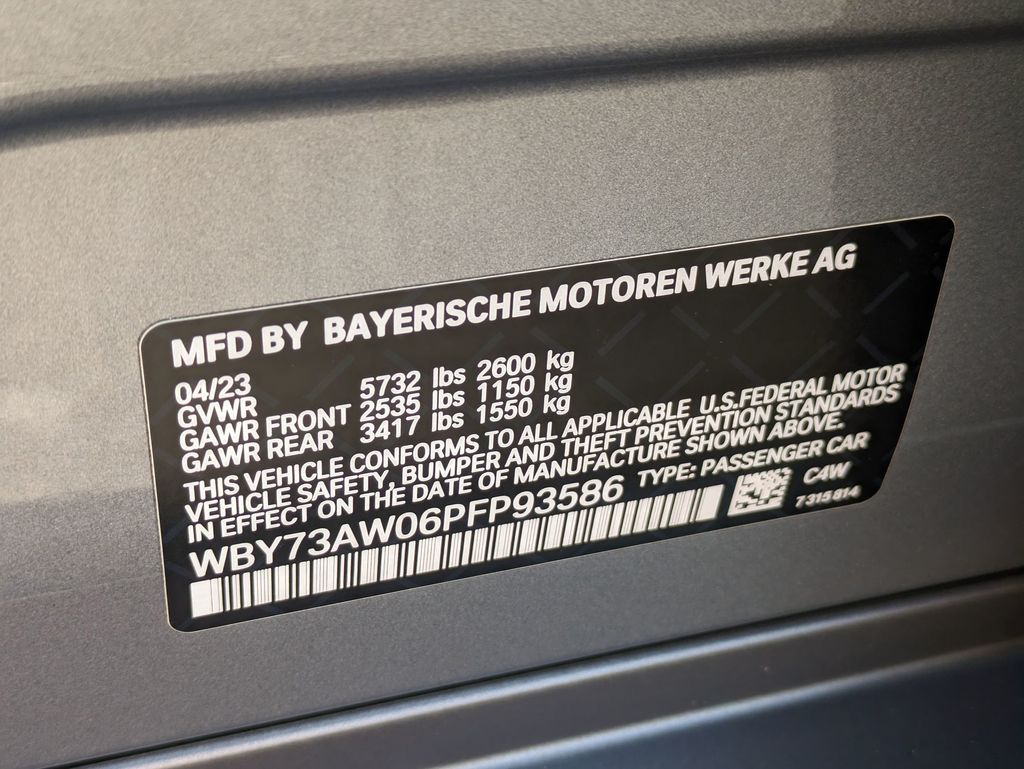 MFD BY BAYERISCHE MOTOREN WERKE AG
04/23
GVWR 5732 lbs 2600 kg
GAWR FRONT 2535 lbs 1150 kg
GAWR REAR 3417 lbs 1550 kg
THIS VEHICLE CONFORMS TO ALL APPLICABLE U.S.FEDERAL MOTOR
VEHICLE SAFETY, BUMPER AND THEFT PREVENTION STANDARDS
IN EFFECT ON THE DATE OF MANUFACTURE SHOWN ABOVE.
WBY73AW06PFP93586 TYPE: PASSENGER CAR
C4W
7315814